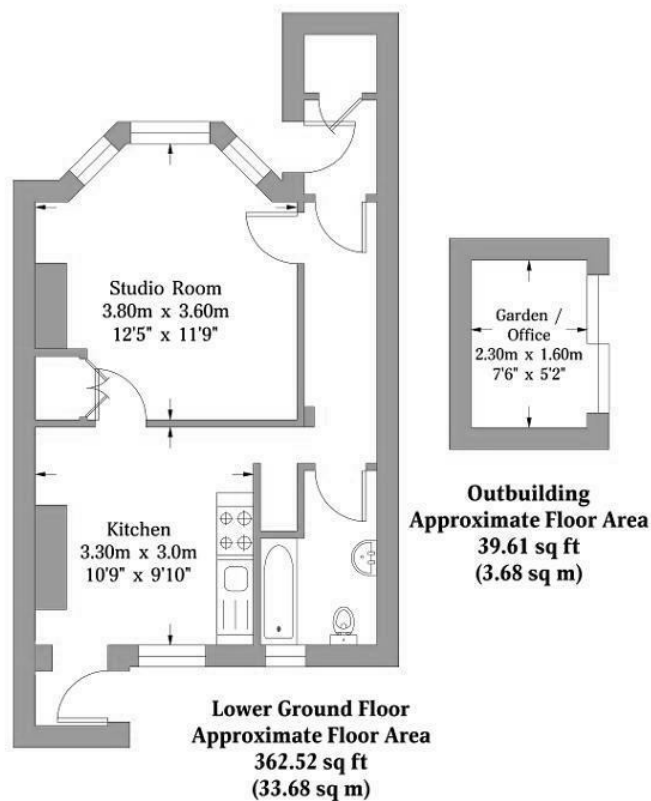 Studio Room
3.80m x 3.60m
12'5" x 11'9"
Garden /
Office
2.30m x 1.60m
7'6" x 5'2"
Kitchen
3.30m x 3.0m
10'9" x 9'10"
Outbuilding
Approximate Floor Area
39.61 sq ft
(3.68 sq m)
Lower Ground Floor
Approximate Floor Area
362.52 sq ft
(33.68 sq m)